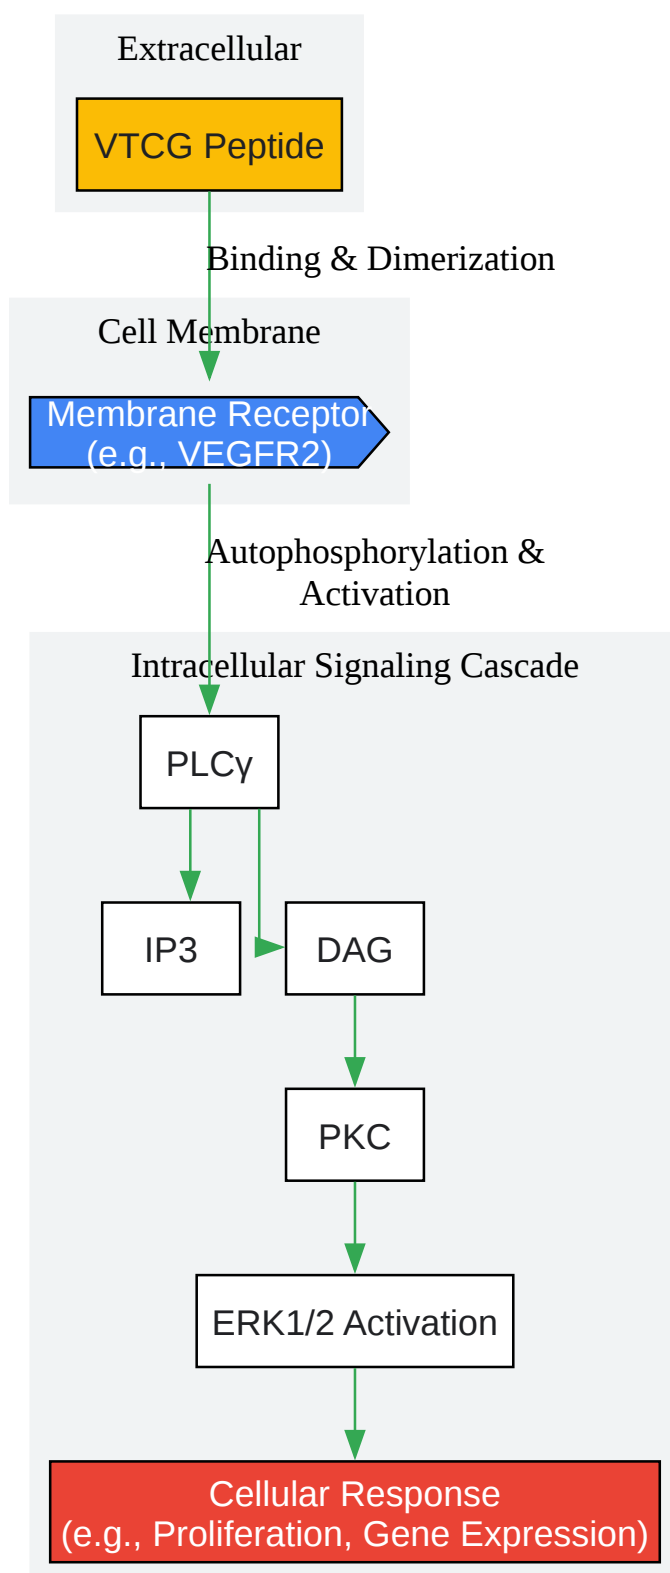 Extracellular
VTCG Peptide
Binding & Dimerization
Cell Membrane
Membrane Receptor
(e.g., VEGFR2)
Autophosphorylation &
Activation
Intracellular Signaling Cascade
PLCγ
IP3
DAG
PKC
ERK1/2 Activation
Cellular Response
(e.g., Proliferation, Gene Expression)